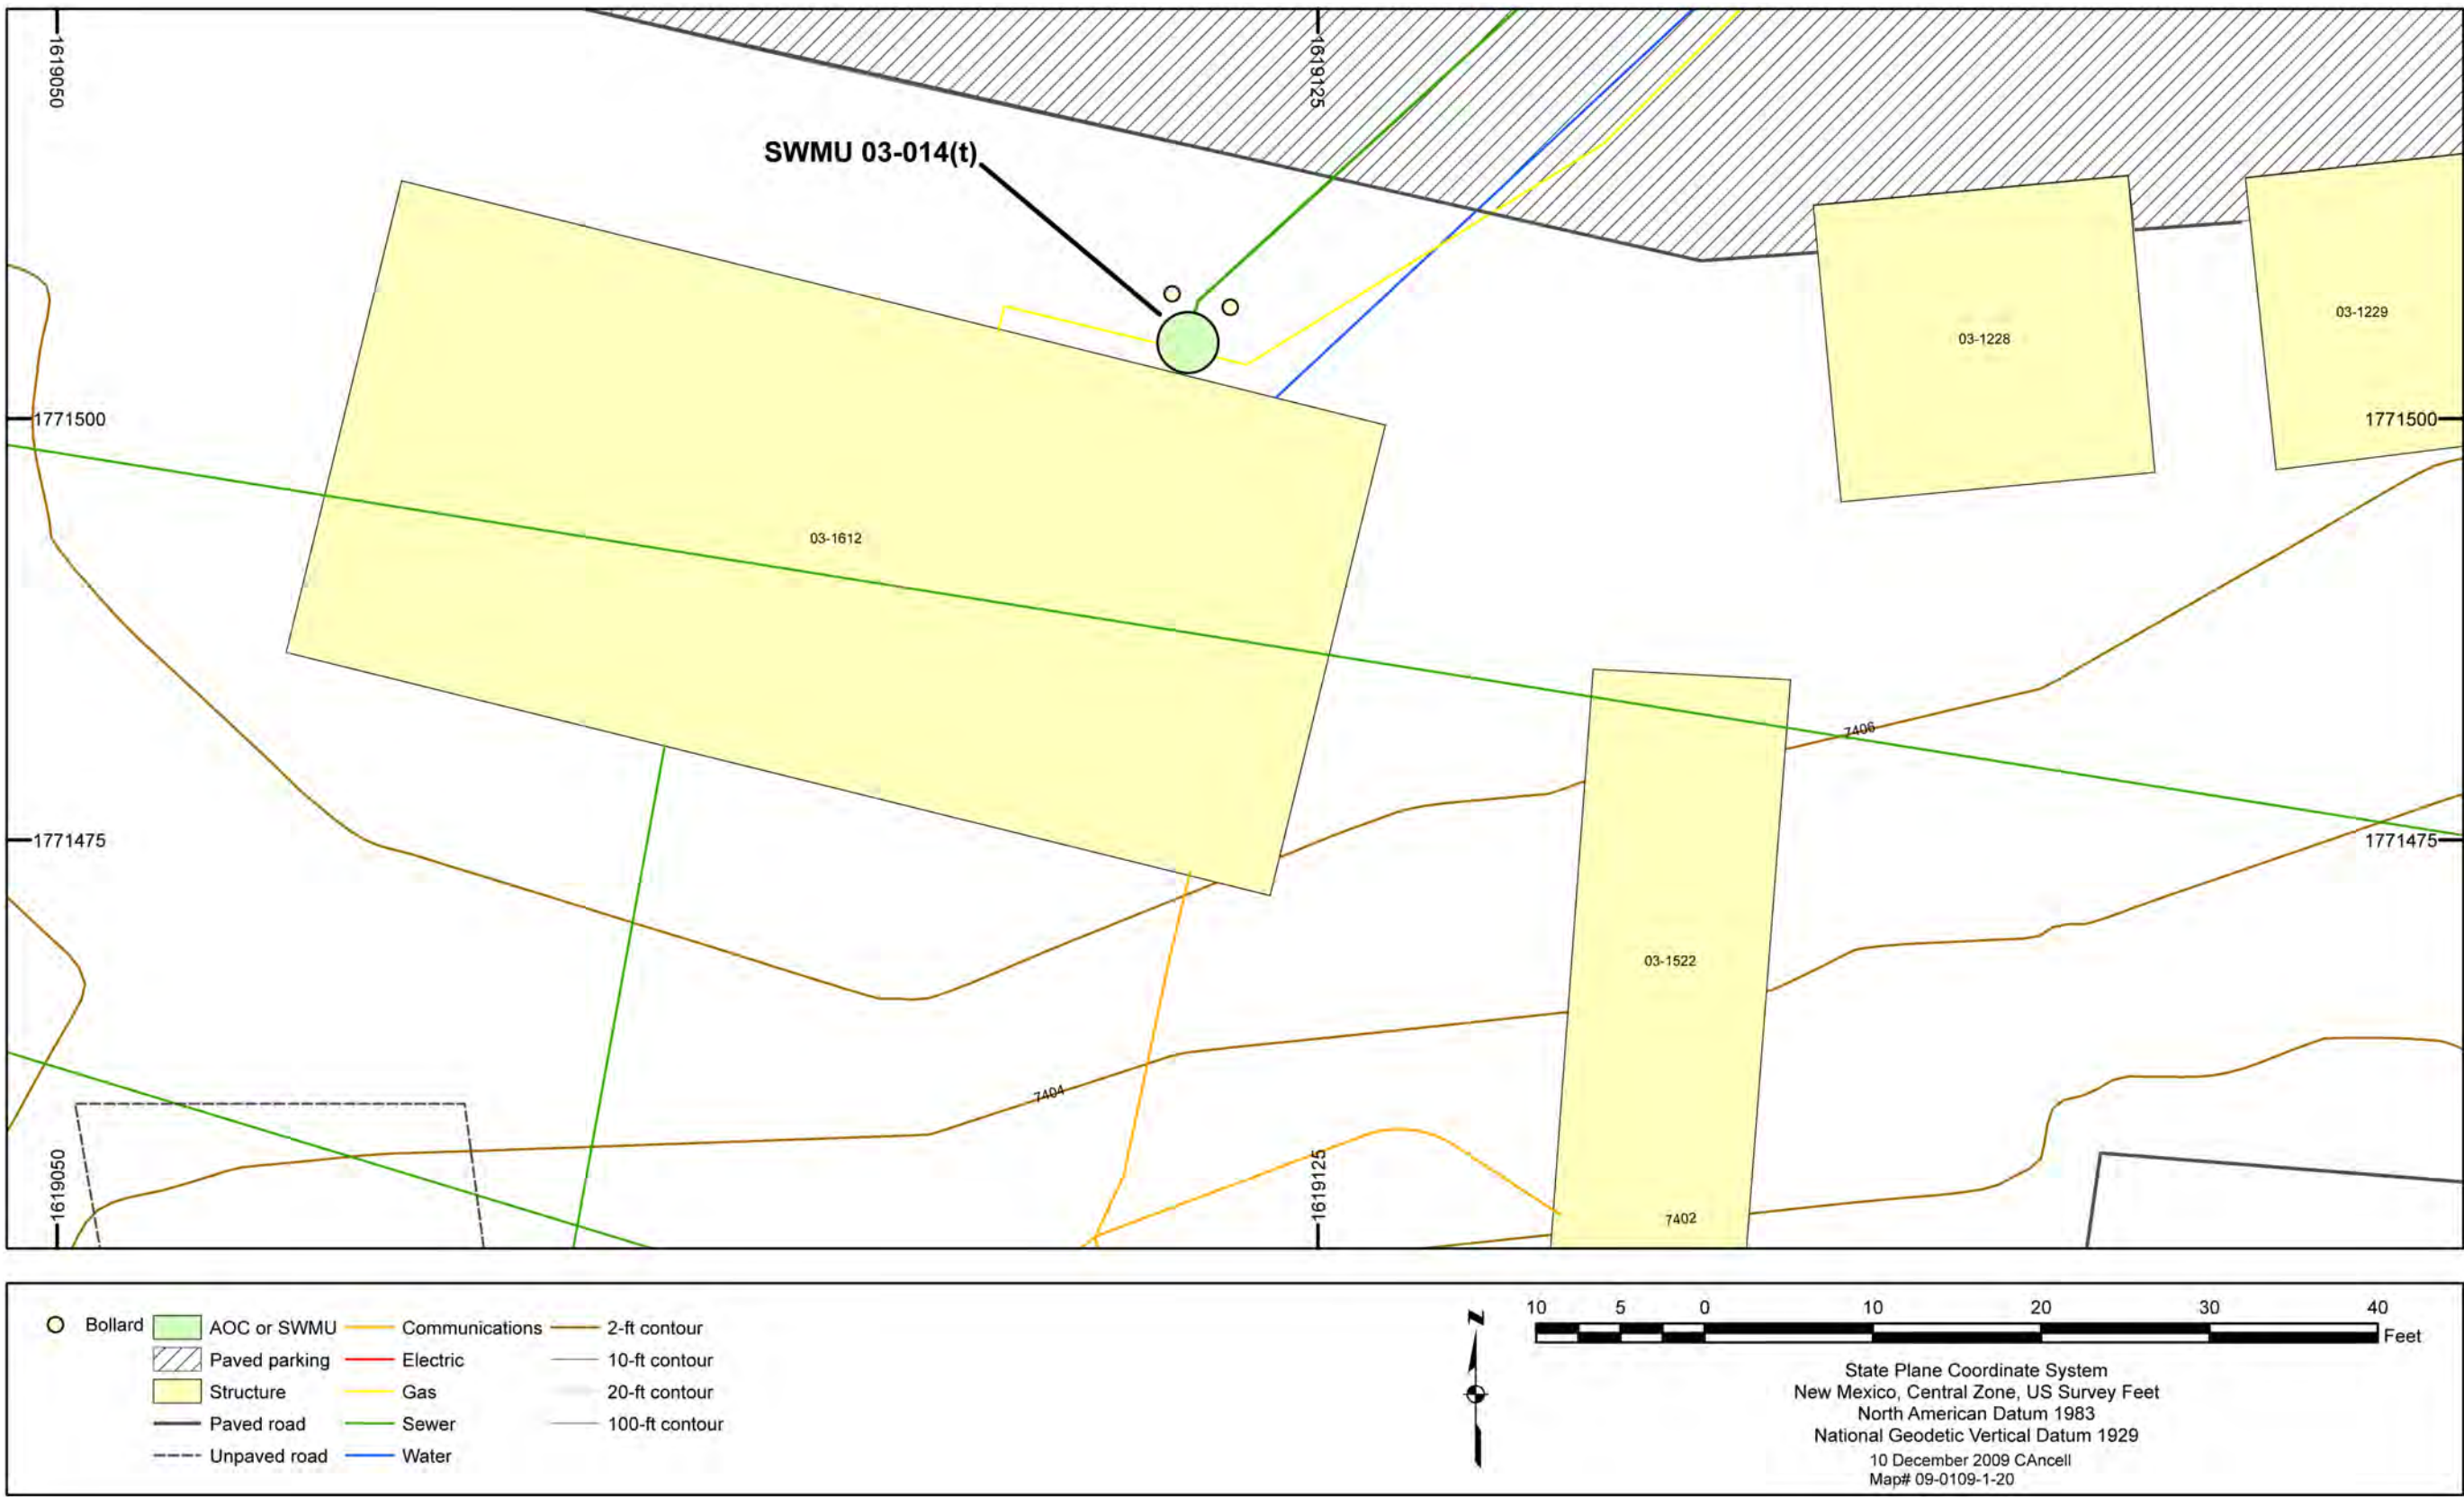 1619050
1619125
SWMU 03-014(t)
03-1229
03-1228
1771500
1771500
03-1612
7406
1771475
1771475
03-1522
7404
1619050
1619125
7402
10 5 0 10 20 30 40
Feet
Bollard
AOC or SWMU
Paved parking
Structure
Paved road
Unpaved road
Communications
Electric
Gas
Sewer
Water
2-ft contour
10-ft contour
20-ft contour
100-ft contour
N
State Plane Coordinate System
New Mexico, Central Zone, US Survey Feet
North American Datum 1983
National Geodetic Vertical Datum 1929
10 December 2009 CAncell
Map# 09-0109-1-20